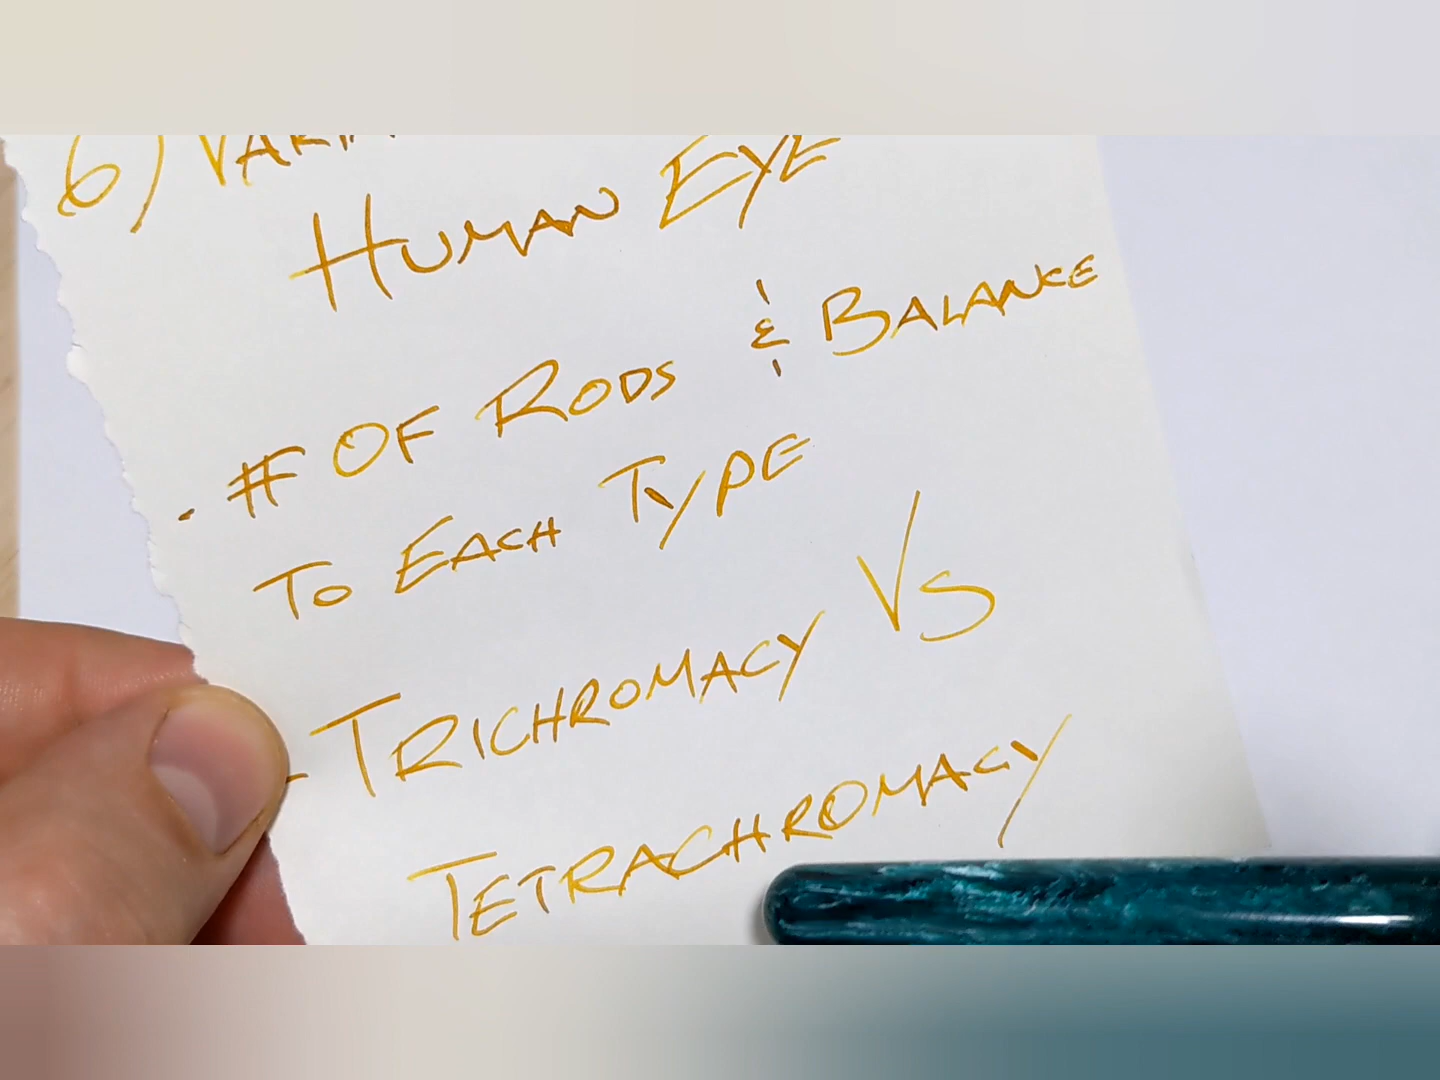 6)
HUMAN EYE
. # OF RODS & BALANCE
TO EACH TYPE
- TRICHROMACY VS
TETRACHROMACY